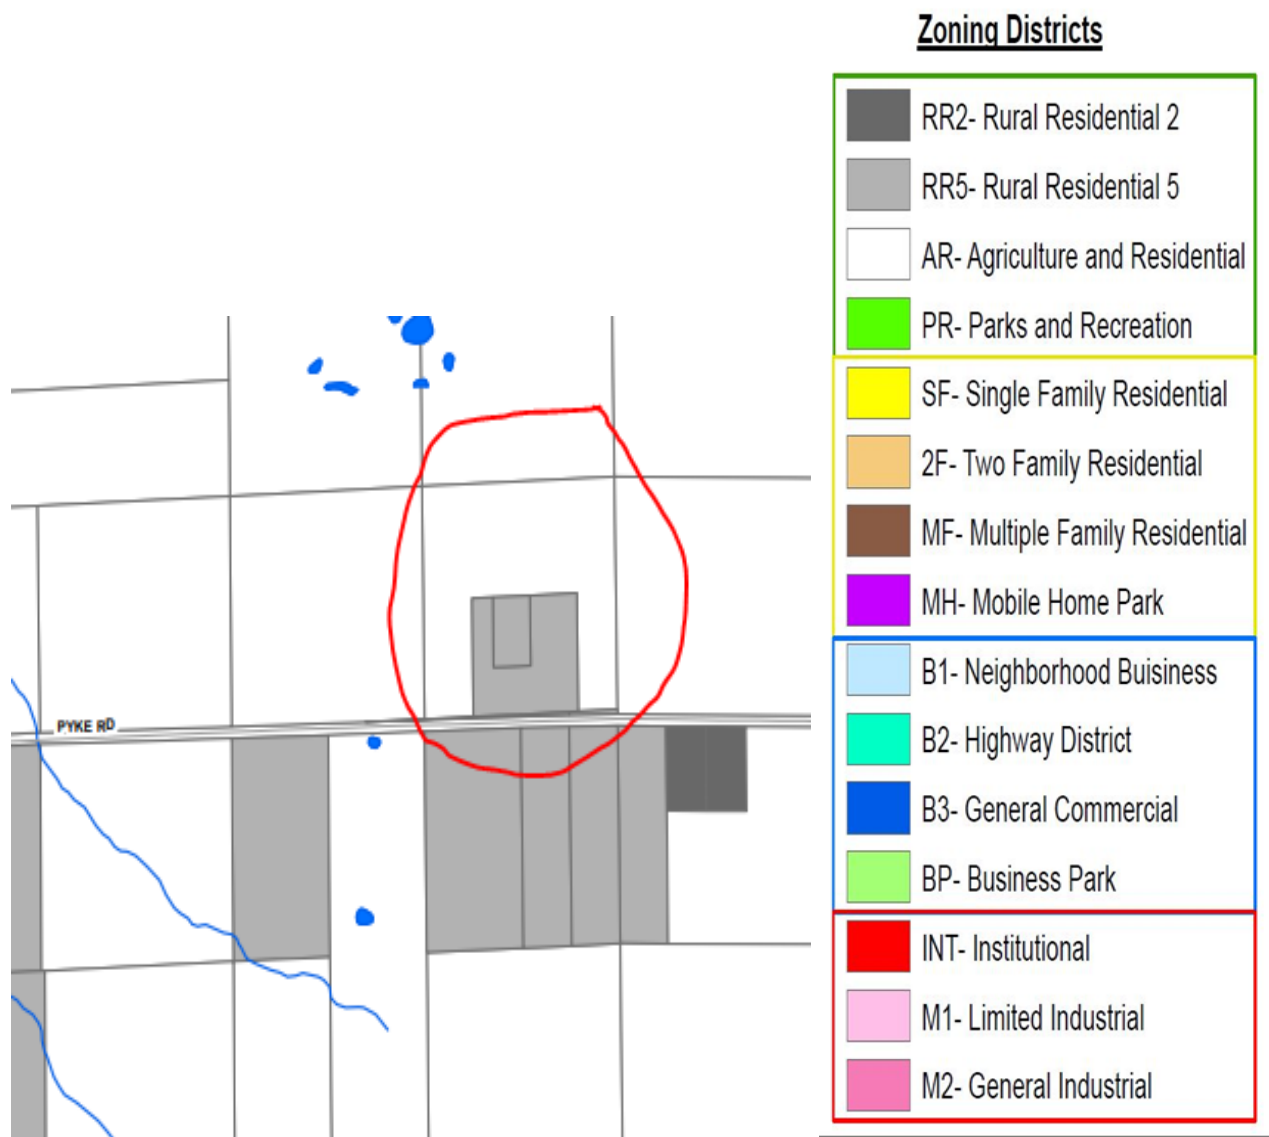 Zoning Districts
RR2- Rural Residential 2
RR5- Rural Residential 5
AR- Agriculture and Residential
PR- Parks and Recreation
SF- Single Family Residential
2F- Two Family Residential
MF- Multiple Family Residential
MH- Mobile Home Park
B1- Neighborhood Buisiness
B2- Highway District
B3- General Commercial
BP- Business Park
INT- Institutional
M1- Limited Industrial
M2- General Industrial
PYKE RD